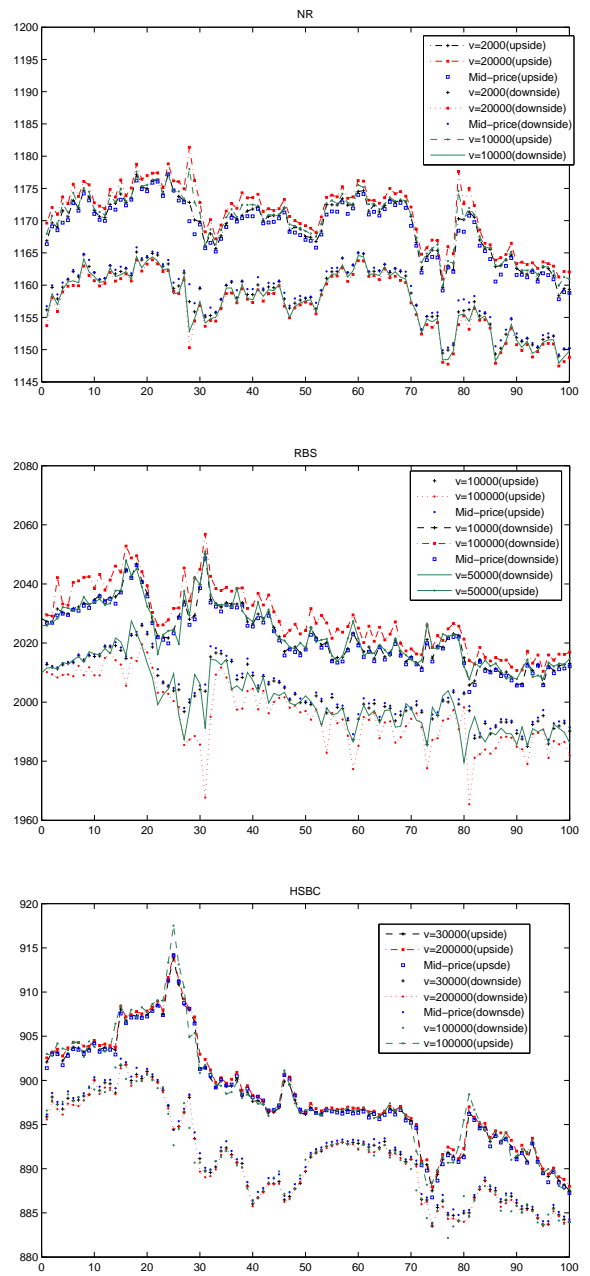 NR
1200
1195
1190
1185
1180
1175
1170
1165
1160
1155
1150
1145
0 10 20 30 40 50 60 70 80 90 100
v=2000(upside)
v=20000(upside)
Mid−price(upside)
v=2000(downside)
v=20000(downside)
Mid−price(downside)
v=10000(upside)
v=10000(downside)
RBS
2080
2060
2040
2020
2000
1980
1960
0 10 20 30 40 50 60 70 80 90 100
v=10000(upside)
v=100000(upside)
Mid−price(upside)
v=10000(downside)
v=100000(downside)
Mid−price(downside)
v=50000(downside)
v=50000(upside)
HSBC
920
915
910
905
900
895
890
885
880
0 10 20 30 40 50 60 70 80 90 100
v=30000(upside)
v=200000(upside)
Mid−price(upsde)
v=30000(downside)
v=200000(downside)
Mid−price(downsde)
v=100000(downside)
v=100000(upside)